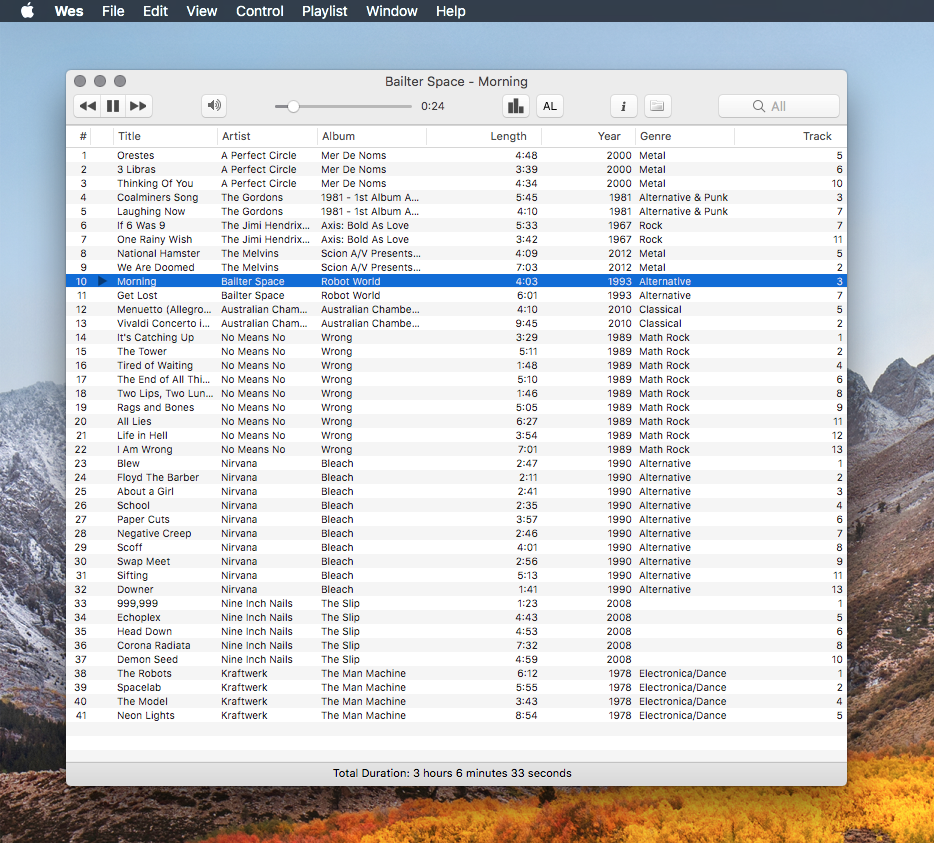 Wes File Edit View Control Playlist Window Help
Bailter Space - Morning
0:24 AL i All
# Title Artist Album Length Year Genre Track
1 Orestes A Perfect Circle Mer De Noms 4:48 2000 Metal 5
2 3 Libras A Perfect Circle Mer De Noms 3:39 2000 Metal 6
3 Thinking Of You A Perfect Circle Mer De Noms 4:34 2000 Metal 10
4 Coalminers Song The Gordons 1981 - 1st Album A... 5:45 1981 Alternative & Punk 3
5 Laughing Now The Gordons 1981 - 1st Album A... 4:10 1981 Alternative & Punk 7
6 If 6 Was 9 The Jimi Hendrix... Axis: Bold As Love 5:33 1967 Rock 7
7 One Rainy Wish The Jimi Hendrix... Axis: Bold As Love 3:42 1967 Rock 11
8 National Hamster The Melvins Scion A/V Presents... 4:09 2012 Metal 5
9 We Are Doomed The Melvins Scion A/V Presents... 7:03 2012 Metal 2
10 Morning Bailter Space Robot World 4:03 1993 Alternative 3
11 Get Lost Bailter Space Robot World 6:01 1993 Alternative 7
12 Menuetto (Allegro... Australian Cham... Australian Chambe... 4:10 2010 Classical 5
13 Vivaldi Concerto i... Australian Cham... Australian Chambe... 9:45 2010 Classical 2
14 It's Catching Up No Means No Wrong 3:29 1989 Math Rock 1
15 The Tower No Means No Wrong 5:11 1989 Math Rock 2
16 Tired of Waiting No Means No Wrong 1:48 1989 Math Rock 4
17 The End of All Thi... No Means No Wrong 5:10 1989 Math Rock 6
18 Two Lips, Two Lun... No Means No Wrong 1:46 1989 Math Rock 8
19 Rags and Bones No Means No Wrong 5:05 1989 Math Rock 9
20 All Lies No Means No Wrong 6:27 1989 Math Rock 11
21 Life in Hell No Means No Wrong 3:54 1989 Math Rock 12
22 I Am Wrong No Means No Wrong 7:01 1989 Math Rock 13
23 Blew Nirvana Bleach 2:47 1990 Alternative 1
24 Floyd The Barber Nirvana Bleach 2:11 1990 Alternative 2
25 About a Girl Nirvana Bleach 2:41 1990 Alternative 3
26 School Nirvana Bleach 2:35 1990 Alternative 4
27 Paper Cuts Nirvana Bleach 3:57 1990 Alternative 6
28 Negative Creep Nirvana Bleach 2:46 1990 Alternative 7
29 Scoff Nirvana Bleach 4:01 1990 Alternative 8
30 Swap Meet Nirvana Bleach 2:56 1990 Alternative 9
31 Sifting Nirvana Bleach 5:13 1990 Alternative 11
32 Downer Nirvana Bleach 1:41 1990 Alternative 13
33 999,999 Nine Inch Nails The Slip 1:23 2008 1
34 Echoplex Nine Inch Nails The Slip 4:43 2008 5
35 Head Down Nine Inch Nails The Slip 4:53 2008 6
36 Corona Radiata Nine Inch Nails The Slip 7:32 2008 8
37 Demon Seed Nine Inch Nails The Slip 4:59 2008 10
38 The Robots Kraftwerk The Man Machine 6:12 1978 Electronica/Dance 1
39 Spacelab Kraftwerk The Man Machine 5:55 1978 Electronica/Dance 2
40 The Model Kraftwerk The Man Machine 3:43 1978 Electronica/Dance 4
41 Neon Lights Kraftwerk The Man Machine 8:54 1978 Electronica/Dance 5
Total Duration: 3 hours 6 minutes 33 seconds